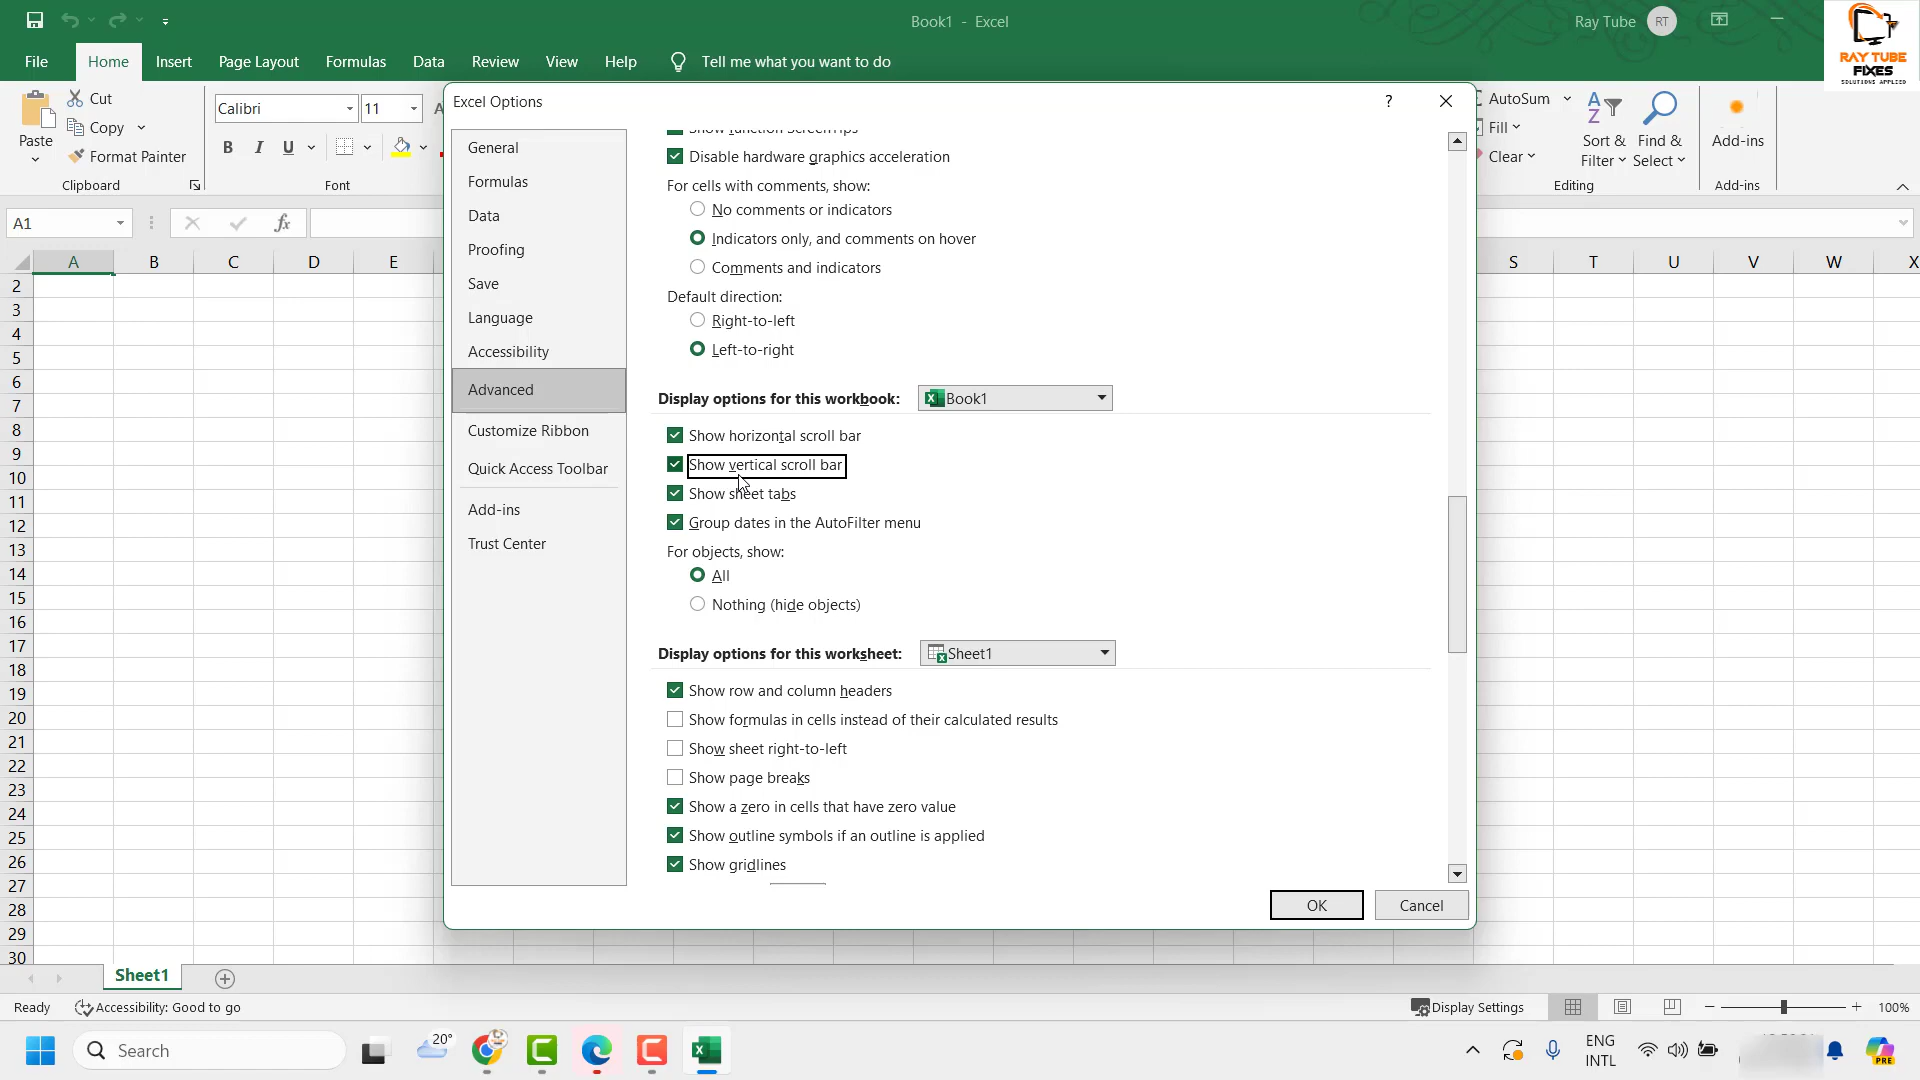 Book1 - Excel
Ray Tube RT
RAY TUBE
FIXES
SOLUTIONS APPLIED
File Home Insert Page Layout Formulas Data Review View Help Tell me what you want to do
Paste
Cut
Copy
Format Painter
Clipboard
Calibri 11
B I U
Font
AutoSum
Fill
Clear
Sort &
Filter
Find &
Select
Editing
Add-ins
Add-ins
A1
fx
A B C D E S T U V W X
2
3
4
5
6
7
8
9
10
11
12
13
14
15
16
17
18
19
20
21
22
23
24
25
26
27
28
29
30
Excel Options
?
General
Formulas
Data
Proofing
Save
Language
Accessibility
Advanced
Customize Ribbon
Quick Access Toolbar
Add-ins
Trust Center
Show function ScreenTips
Disable hardware graphics acceleration
For cells with comments, show:
No comments or indicators
Indicators only, and comments on hover
Comments and indicators
Default direction:
Right-to-left
Left-to-right
Display options for this workbook: Book1
Show horizontal scroll bar
Show vertical scroll bar
Show sheet tabs
Group dates in the AutoFilter menu
For objects, show:
All
Nothing (hide objects)
Display options for this worksheet: Sheet1
Show row and column headers
Show formulas in cells instead of their calculated results
Show sheet right-to-left
Show page breaks
Show a zero in cells that have zero value
Show outline symbols if an outline is applied
Show gridlines
OK Cancel
Sheet1
Ready Accessibility: Good to go Display Settings 100%
Search 20° ENG
INTL
PRE